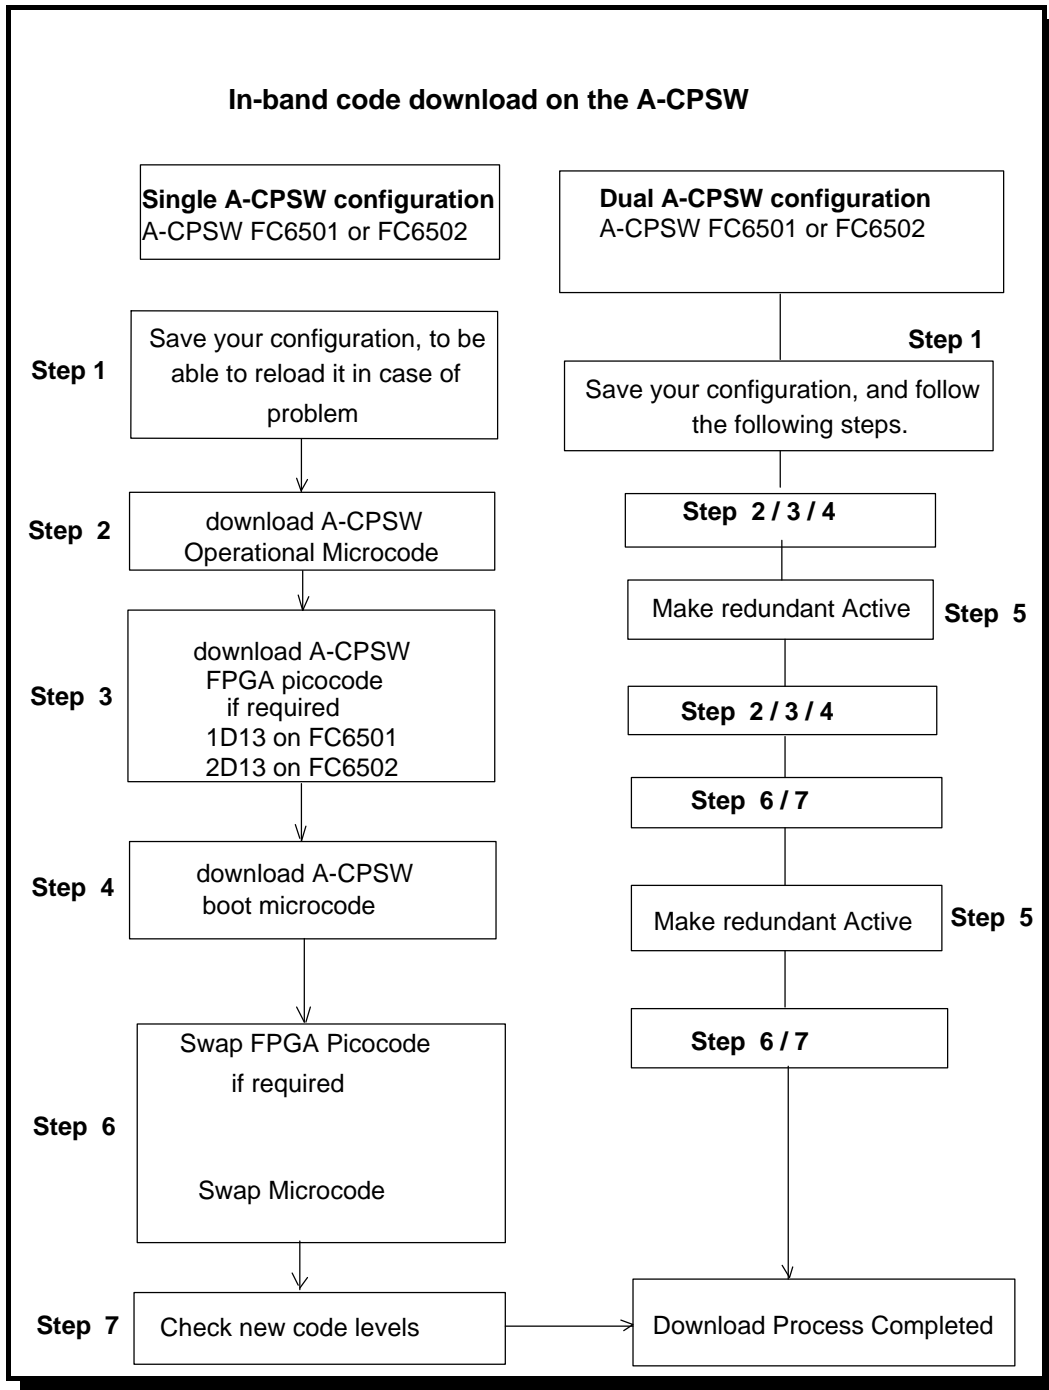 In-band code download on the A-CPSW
Single A-CPSW configuration
A-CPSW FC6501 or FC6502
Step 1
Save your configuration, to be
able to reload it in case of
problem
Step 2
download A-CPSW
Operational Microcode
Step 3
download A-CPSW
FPGA picocode
if required
1D13 on FC6501
2D13 on FC6502
Step 4
download A-CPSW
boot microcode
Step 6
Swap FPGA Picocode
if required
Swap Microcode
Step 7
Check new code levels
Dual A-CPSW configuration
A-CPSW FC6501 or FC6502
Step 1
Save your configuration, and follow
the following steps.
Step 2 / 3 / 4
Make redundant Active
Step 5
Step 2 / 3 / 4
Step 6 / 7
Make redundant Active
Step 5
Step 6 / 7
Download Process Completed